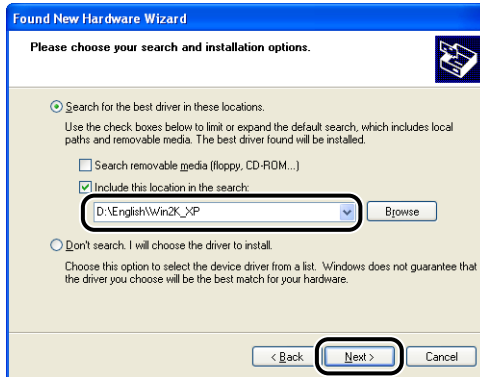 Found New Hardware Wizard
Please choose your search and installation options.
Search for the best driver in these locations.
Use the check boxes below to limit or expand the default search, which includes local
paths and removable media. The best driver found will be installed.
Search removable media (floppy, CD-ROM...)
Include this location in the search:
D:\English\Win2K_XP
Browse
Don't search. I will choose the driver to install.
Choose this option to select the device driver from a list. Windows does not guarantee that
the driver you choose will be the best match for your hardware.
< Back Next > Cancel